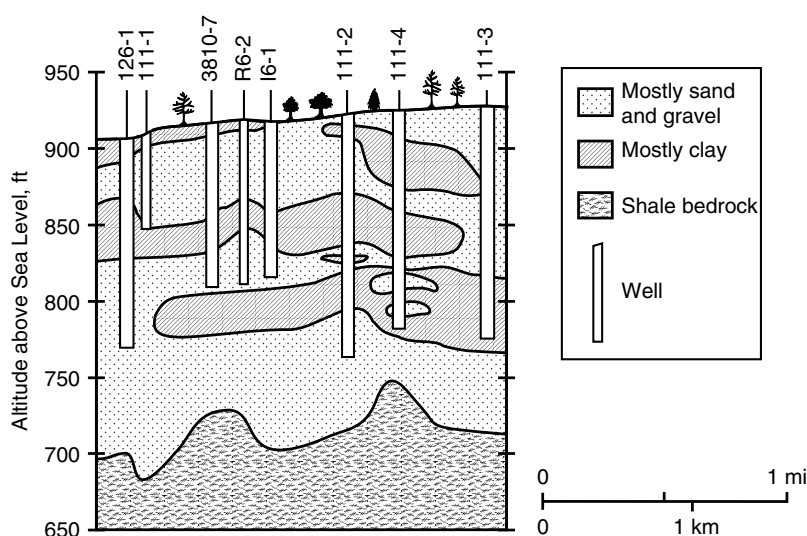 126-1
111-1
3810-7
R6-2
I6-1
111-2
111-4
111-3
950
900
850
800
750
700
650
Altitude above Sea Level, ft
Mostly sand
and gravel
Mostly clay
Shale bedrock
Well
0 1 mi
0 1 km